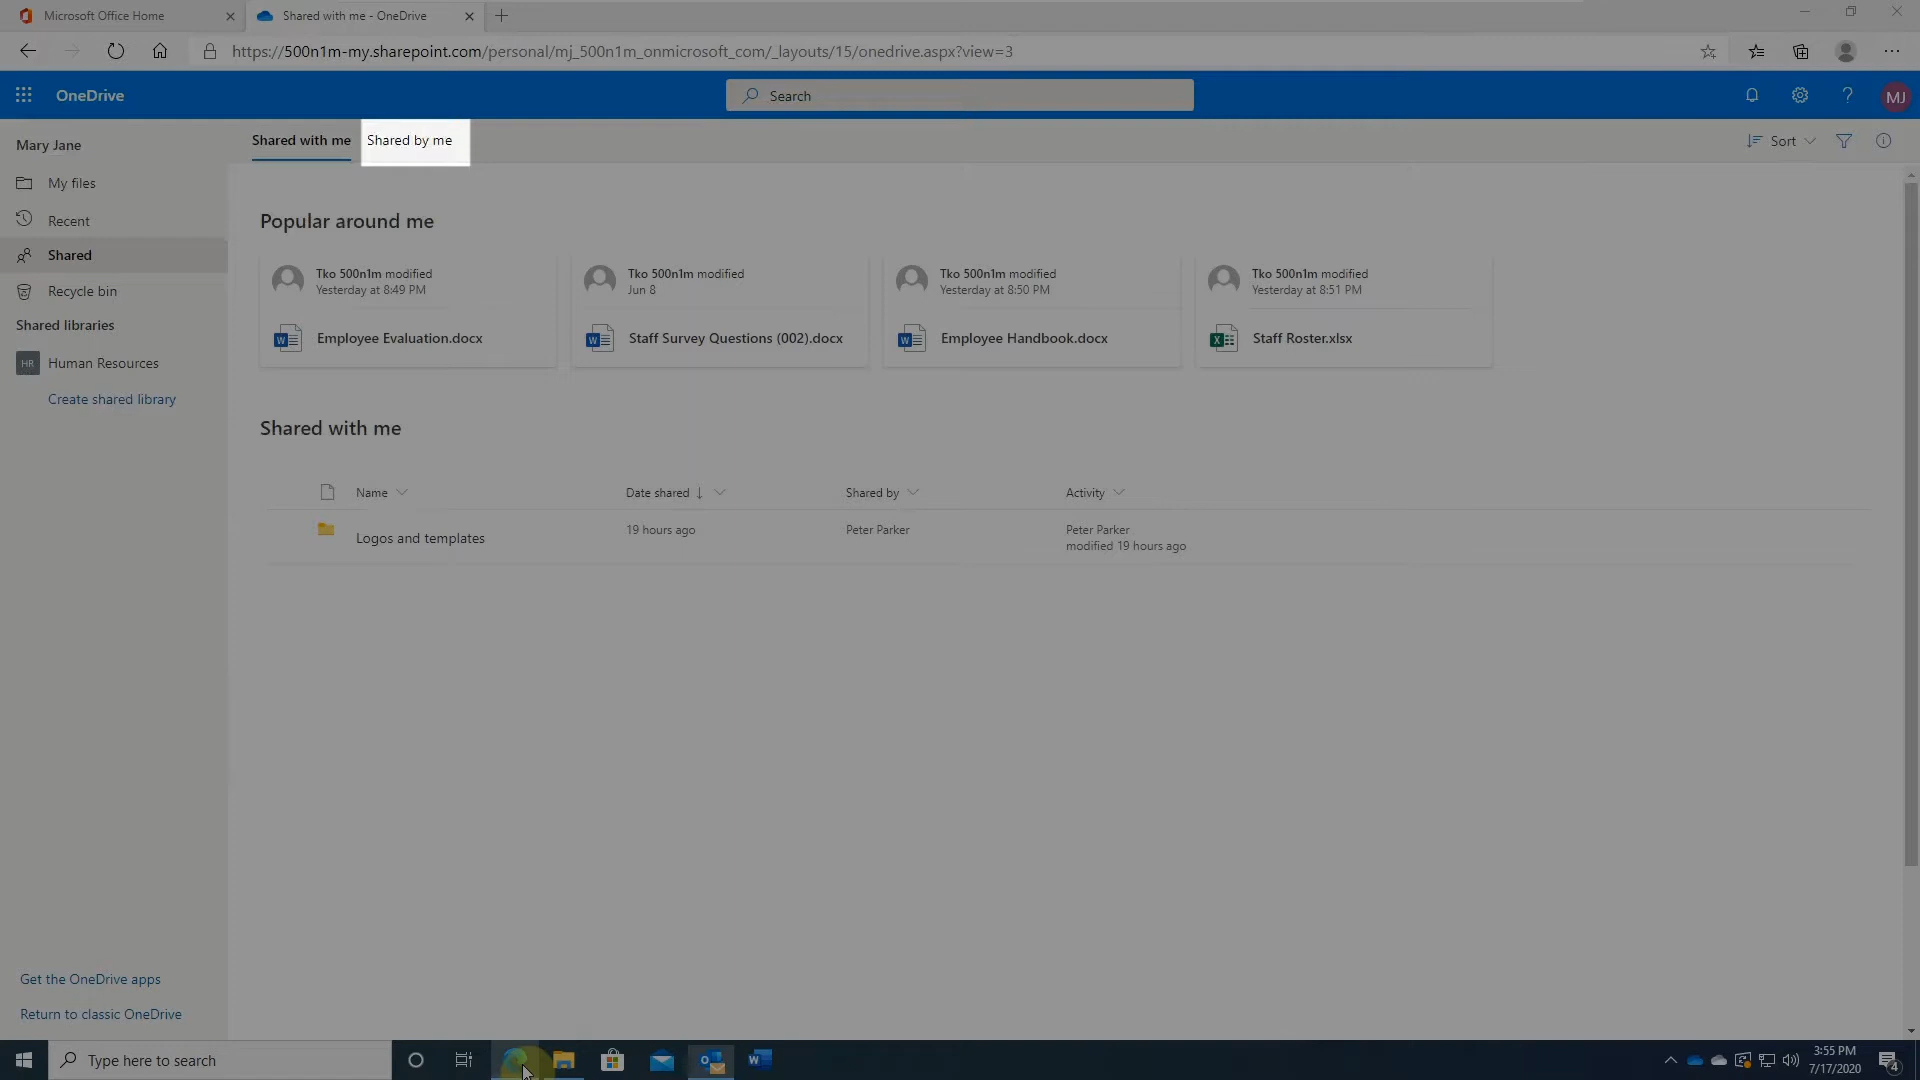 Microsoft Office Home
Shared with me - OneDrive
https://500n1m-my.sharepoint.com/personal/mj_500n1m_onmicrosoft_com/_layouts/15/onedrive.aspx?view=3
OneDrive
Search
MJ
Mary Jane
Shared with me
Shared by me
Sort
My files
Recent
Shared
Recycle bin
Shared libraries
HR
Human Resources
Create shared library
Popular around me
Tko 500n1m modified
Yesterday at 8:49 PM
Employee Evaluation.docx
Tko 500n1m modified
Jun 8
Staff Survey Questions (002).docx
Tko 500n1m modified
Yesterday at 8:50 PM
Employee Handbook.docx
Tko 500n1m modified
Yesterday at 8:51 PM
Staff Roster.xlsx
Shared with me
Name
Date shared
Shared by
Activity
Logos and templates
19 hours ago
Peter Parker
Peter Parker
modified 19 hours ago
Get the OneDrive apps
Return to classic OneDrive
Type here to search
3:55 PM
7/17/2020
4